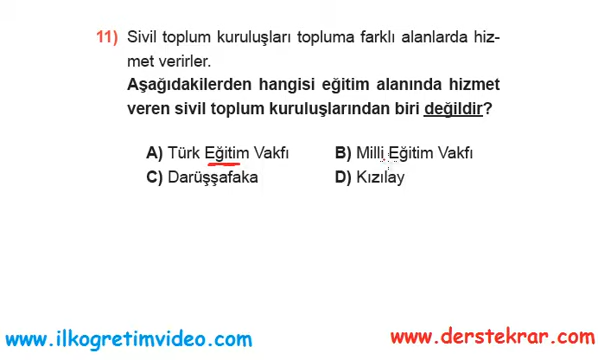 11) Sivil toplum kuruluşları topluma farklı alanlarda hiz-
met verirler.
Aşağıdakilerden hangisi eğitim alanında hizmet
veren sivil toplum kuruluşlarından biri değildir?
A) Türk Eğitim Vakfı B) Milli Eğitim Vakfı
C) Darüşşafaka D) Kızılay
www.ilkogretimvideo.com www.derstekrar.com